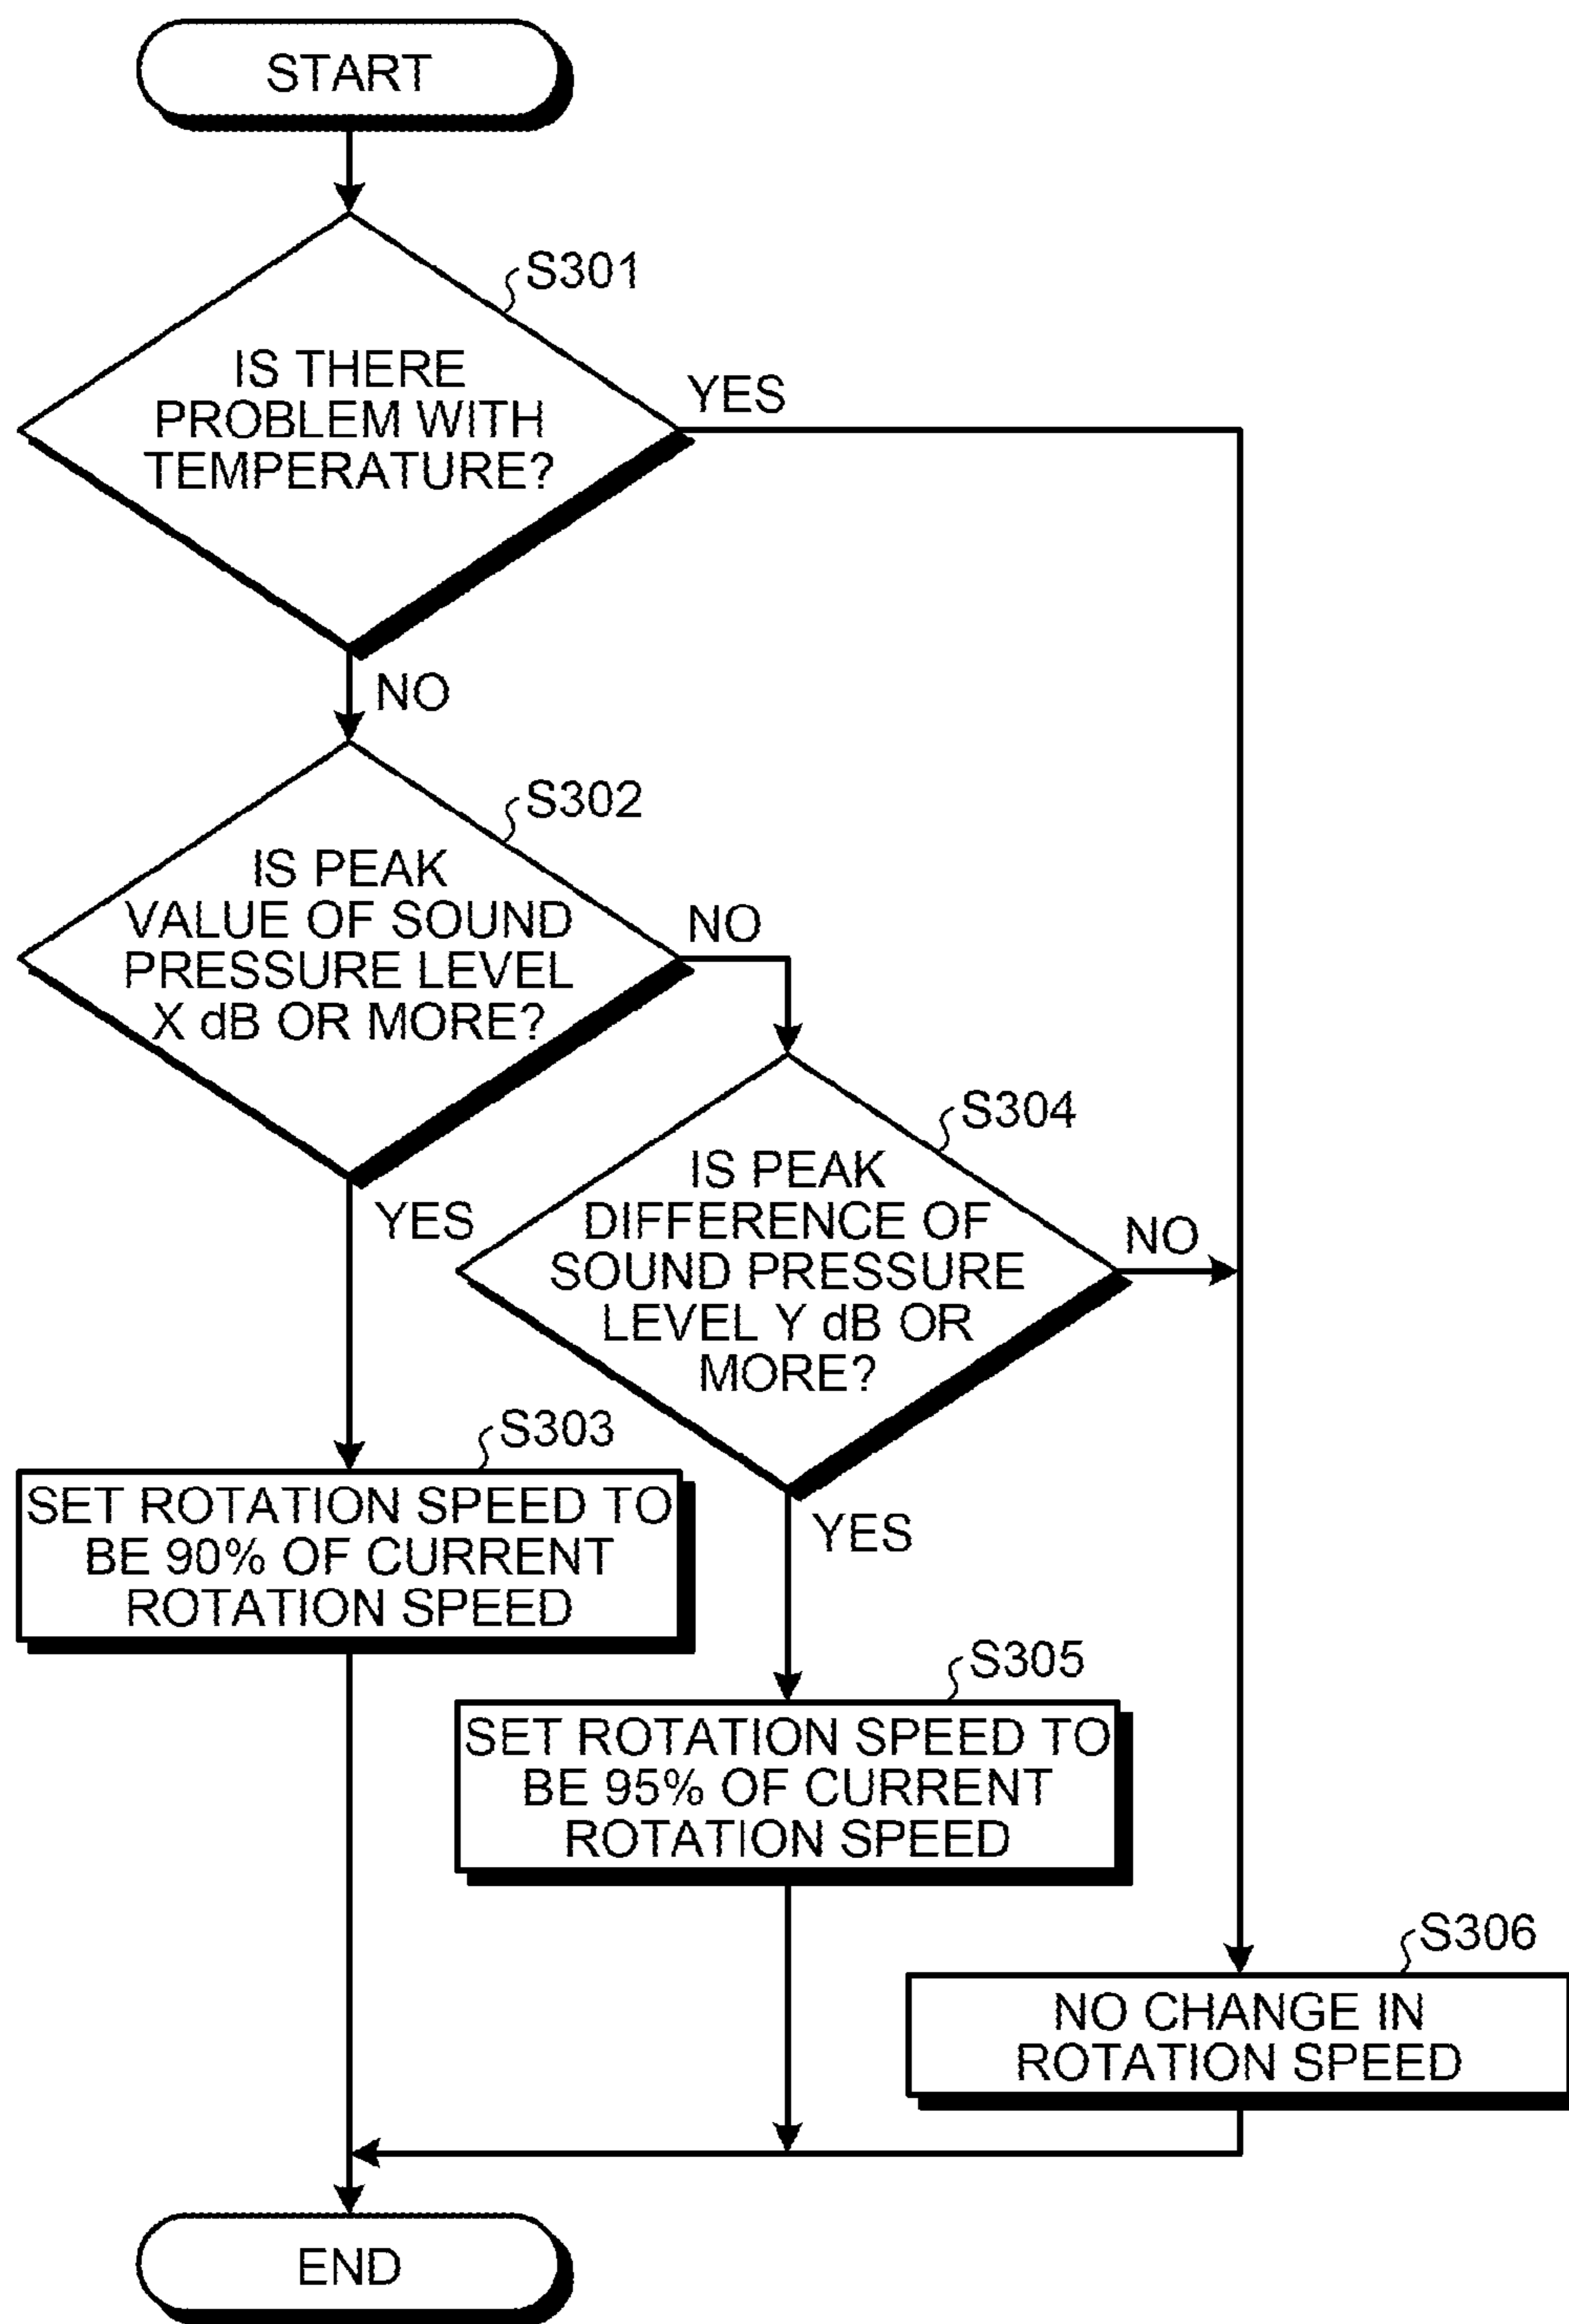 START
S301
IS THERE
PROBLEM WITH
TEMPERATURE?
YES
NO
S302
IS PEAK
VALUE OF SOUND
PRESSURE LEVEL
X dB OR MORE?
NO
YES
S304
IS PEAK
DIFFERENCE OF
SOUND PRESSURE
LEVEL Y dB OR
MORE?
NO
YES
S303
SET ROTATION SPEED TO
BE 90% OF CURRENT
ROTATION SPEED
S305
SET ROTATION SPEED TO
BE 95% OF CURRENT
ROTATION SPEED
S306
NO CHANGE IN
ROTATION SPEED
END